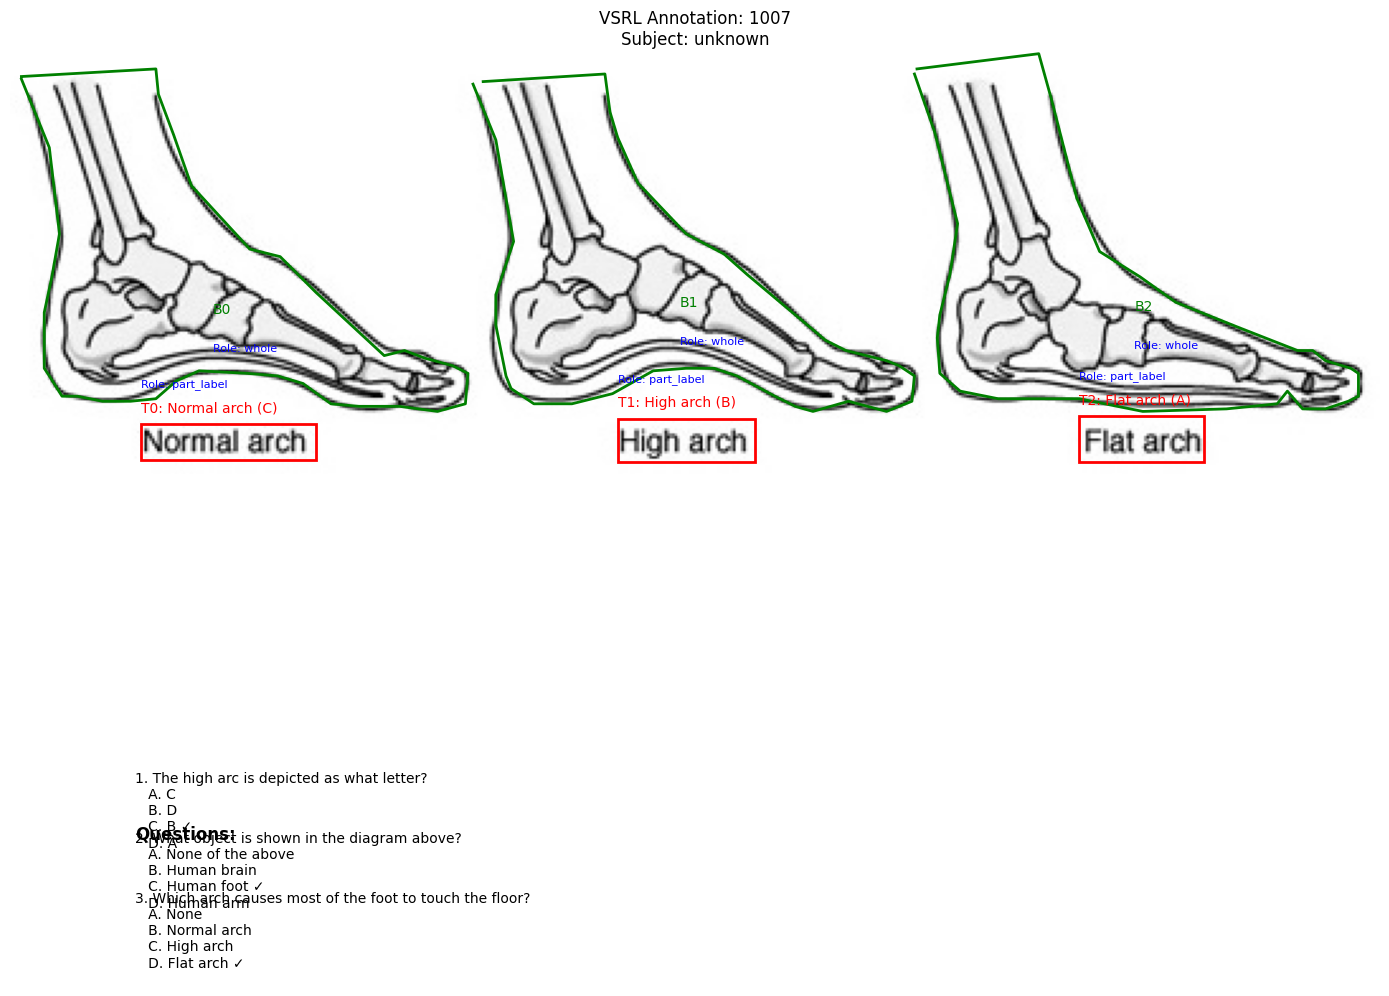 VSRL Annotation: 1007
Subject: unknown
B0
Role: whole
Role: part_label
T0: Normal arch (C)
Normal arch
B1
Role: whole
Role: part_label
T1: High arch (B)
High arch
B2
Role: whole
Role: part_label
T2: Flat arch (A)
Flat arch
1. The high arc is depicted as what letter?
A. C
B. D
C. B ✓
Questions:
D. A
2. What object is shown in the diagram above?
A. None of the above
B. Human brain
C. Human foot ✓
D. Human arm
3. Which arch causes most of the foot to touch the floor?
A. None
B. Normal arch
C. High arch
D. Flat arch ✓